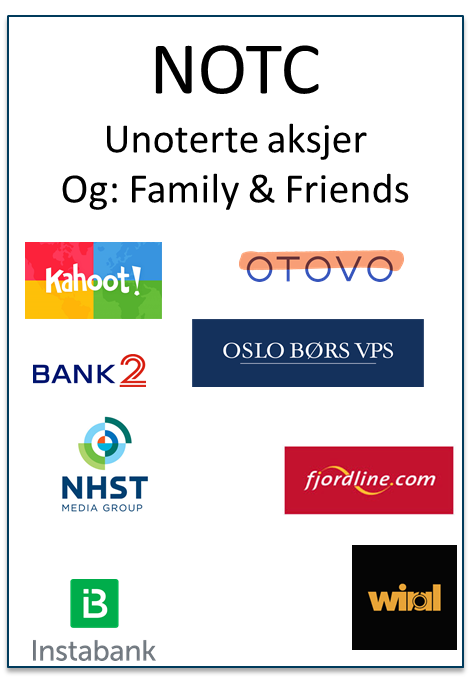 NOTC
Unoterte aksjer
Og: Family & Friends
Kahoot!
OTOVO
OSLO BØRS VPS
BANK2
NHST
MEDIA GROUP
fjordline.com
wiral
iB
Instabank